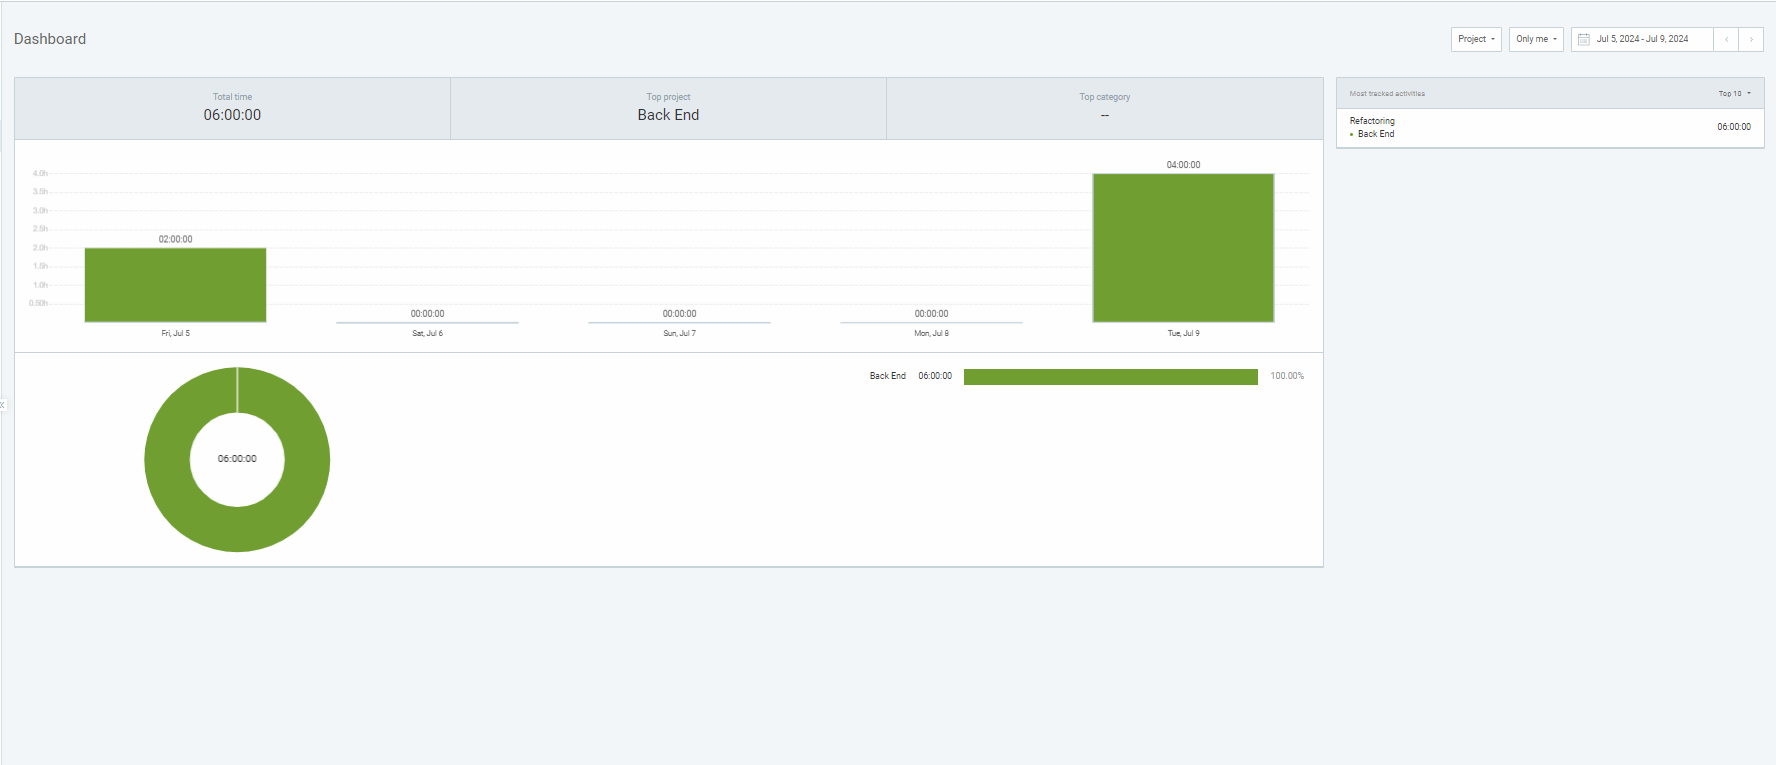 Dashboard
Project
Only me
Jul 5, 2024 - Jul 9, 2024
Total time
06:00:00
Top project
Back End
Top category
--
Most tracked activities
Top 10
Refactoring
Back End
06:00:00
4.0h
3.5h
3.0h
2.5h
2.0h
1.5h
1.0h
0.50h
02:00:00
00:00:00
00:00:00
00:00:00
04:00:00
Fri, Jul 5
Sat, Jul 6
Sun, Jul 7
Mon, Jul 8
Tue, Jul 9
06:00:00
Back End 06:00:00 100.00%